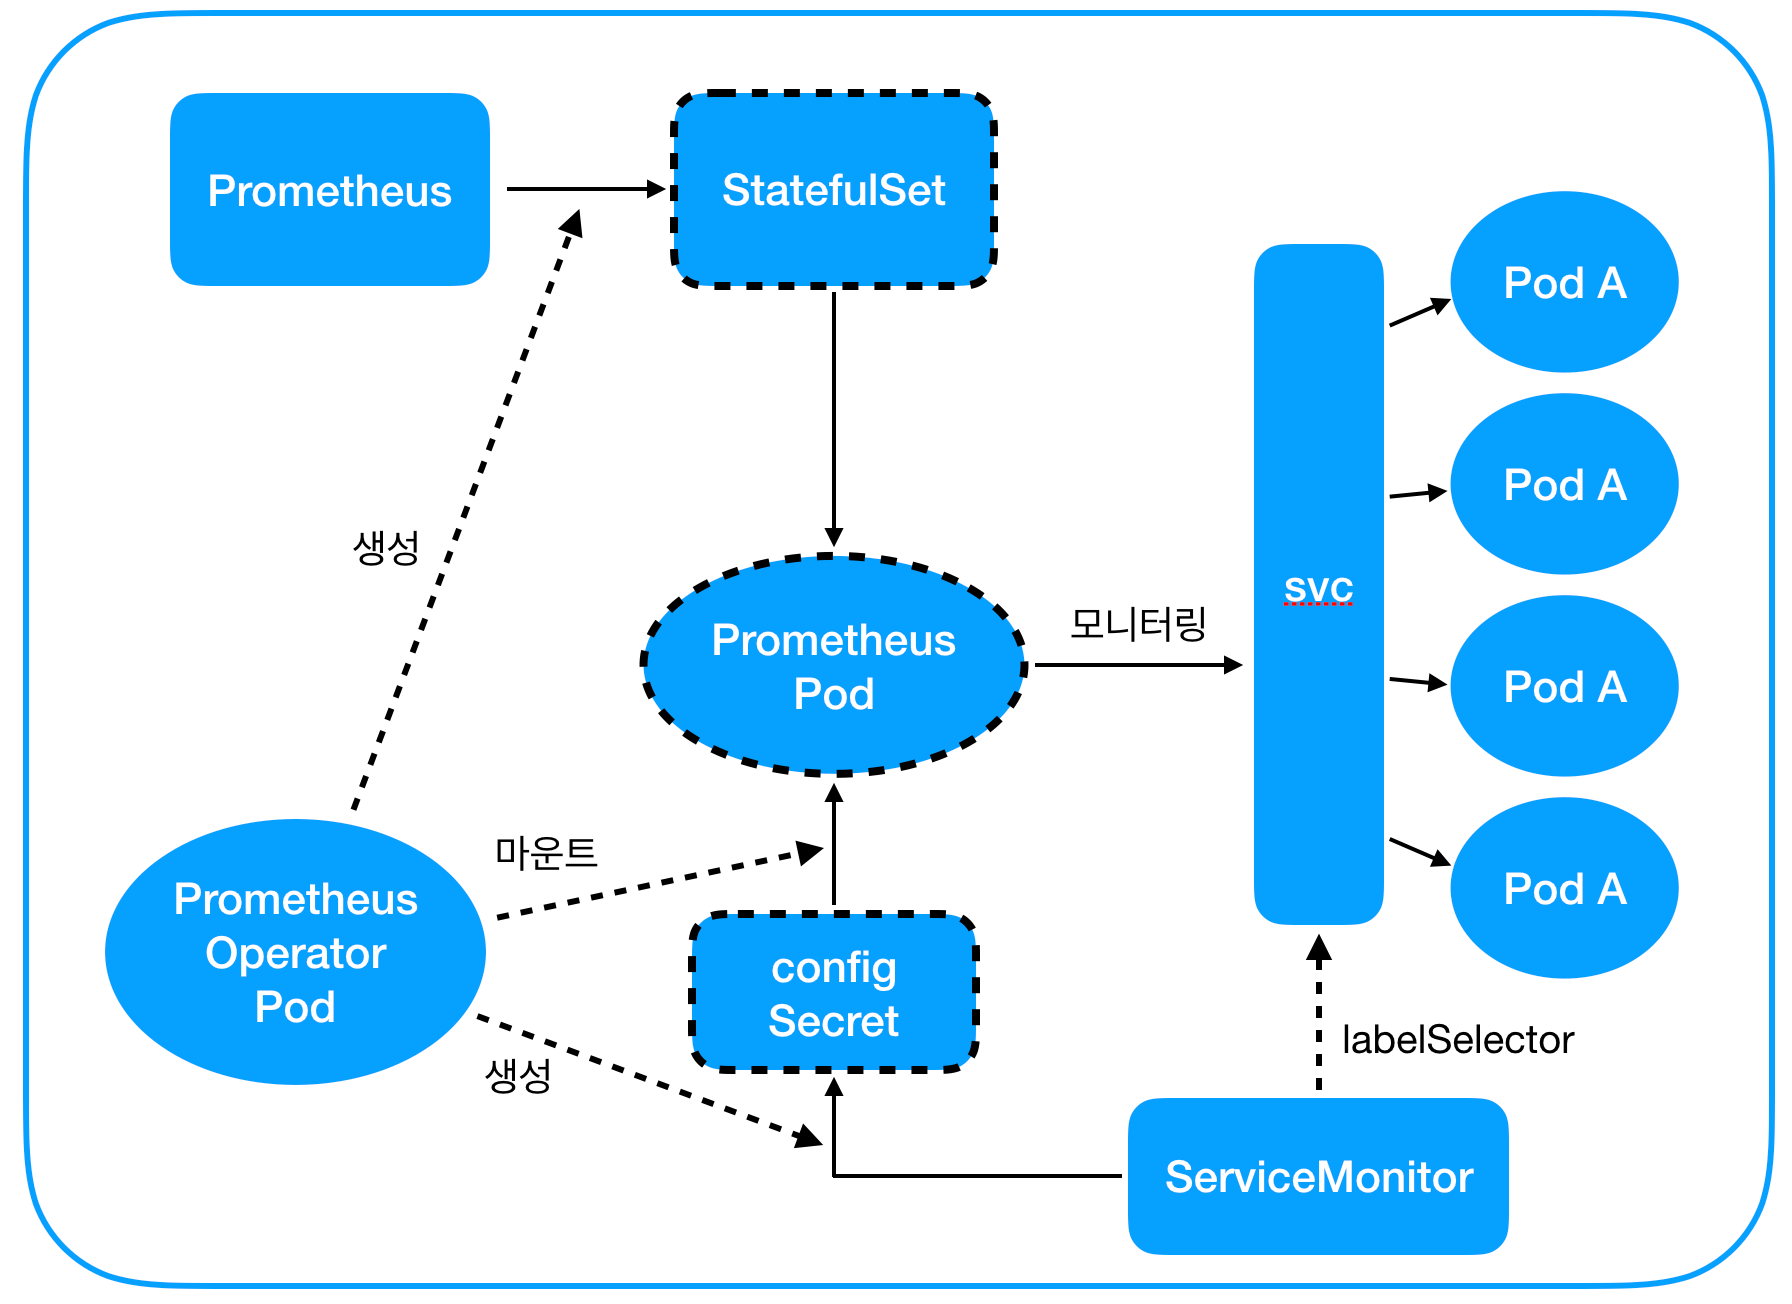 Prometheus
StatefulSet
Pod A
Pod A
생성
svc
모니터링
Prometheus
Pod
Pod A
마운트
Prometheus
Operator
Pod
Pod A
config
Secret
생성
labelSelector
ServiceMonitor